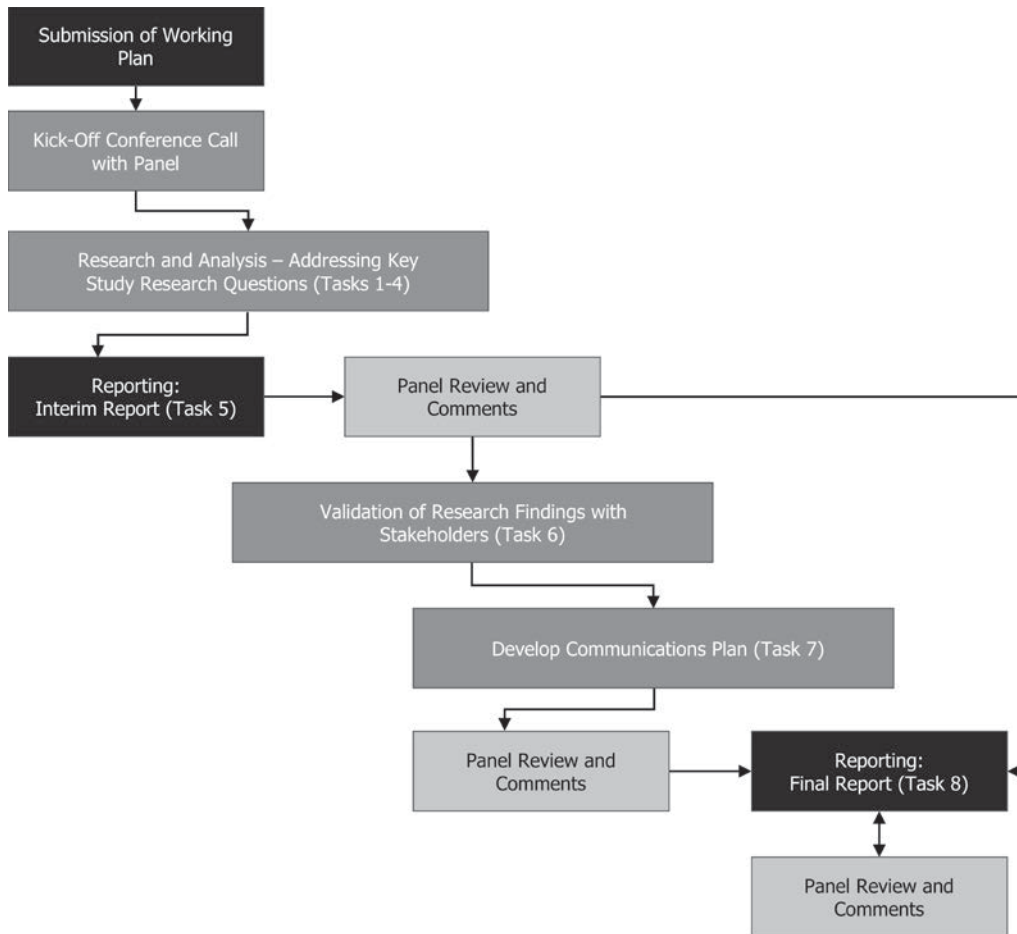 Submission of Working
Plan
Kick-Off Conference Call
with Panel
Research and Analysis – Addressing Key
Study Research Questions (Tasks 1-4)
Reporting:
Interim Report (Task 5)
Panel Review and
Comments
Validation of Research Findings with
Stakeholders (Task 6)
Develop Communications Plan (Task 7)
Panel Review and
Comments
Reporting:
Final Report (Task 8)
Panel Review and
Comments